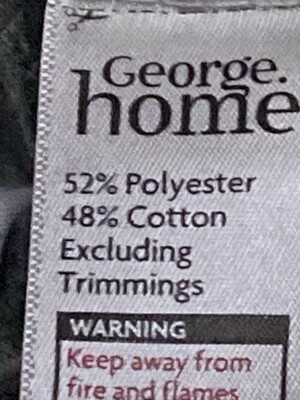 George.
home
52% Polyester
48% Cotton
Excluding
Trimmings
WARNING
Keep away from
fire and flames